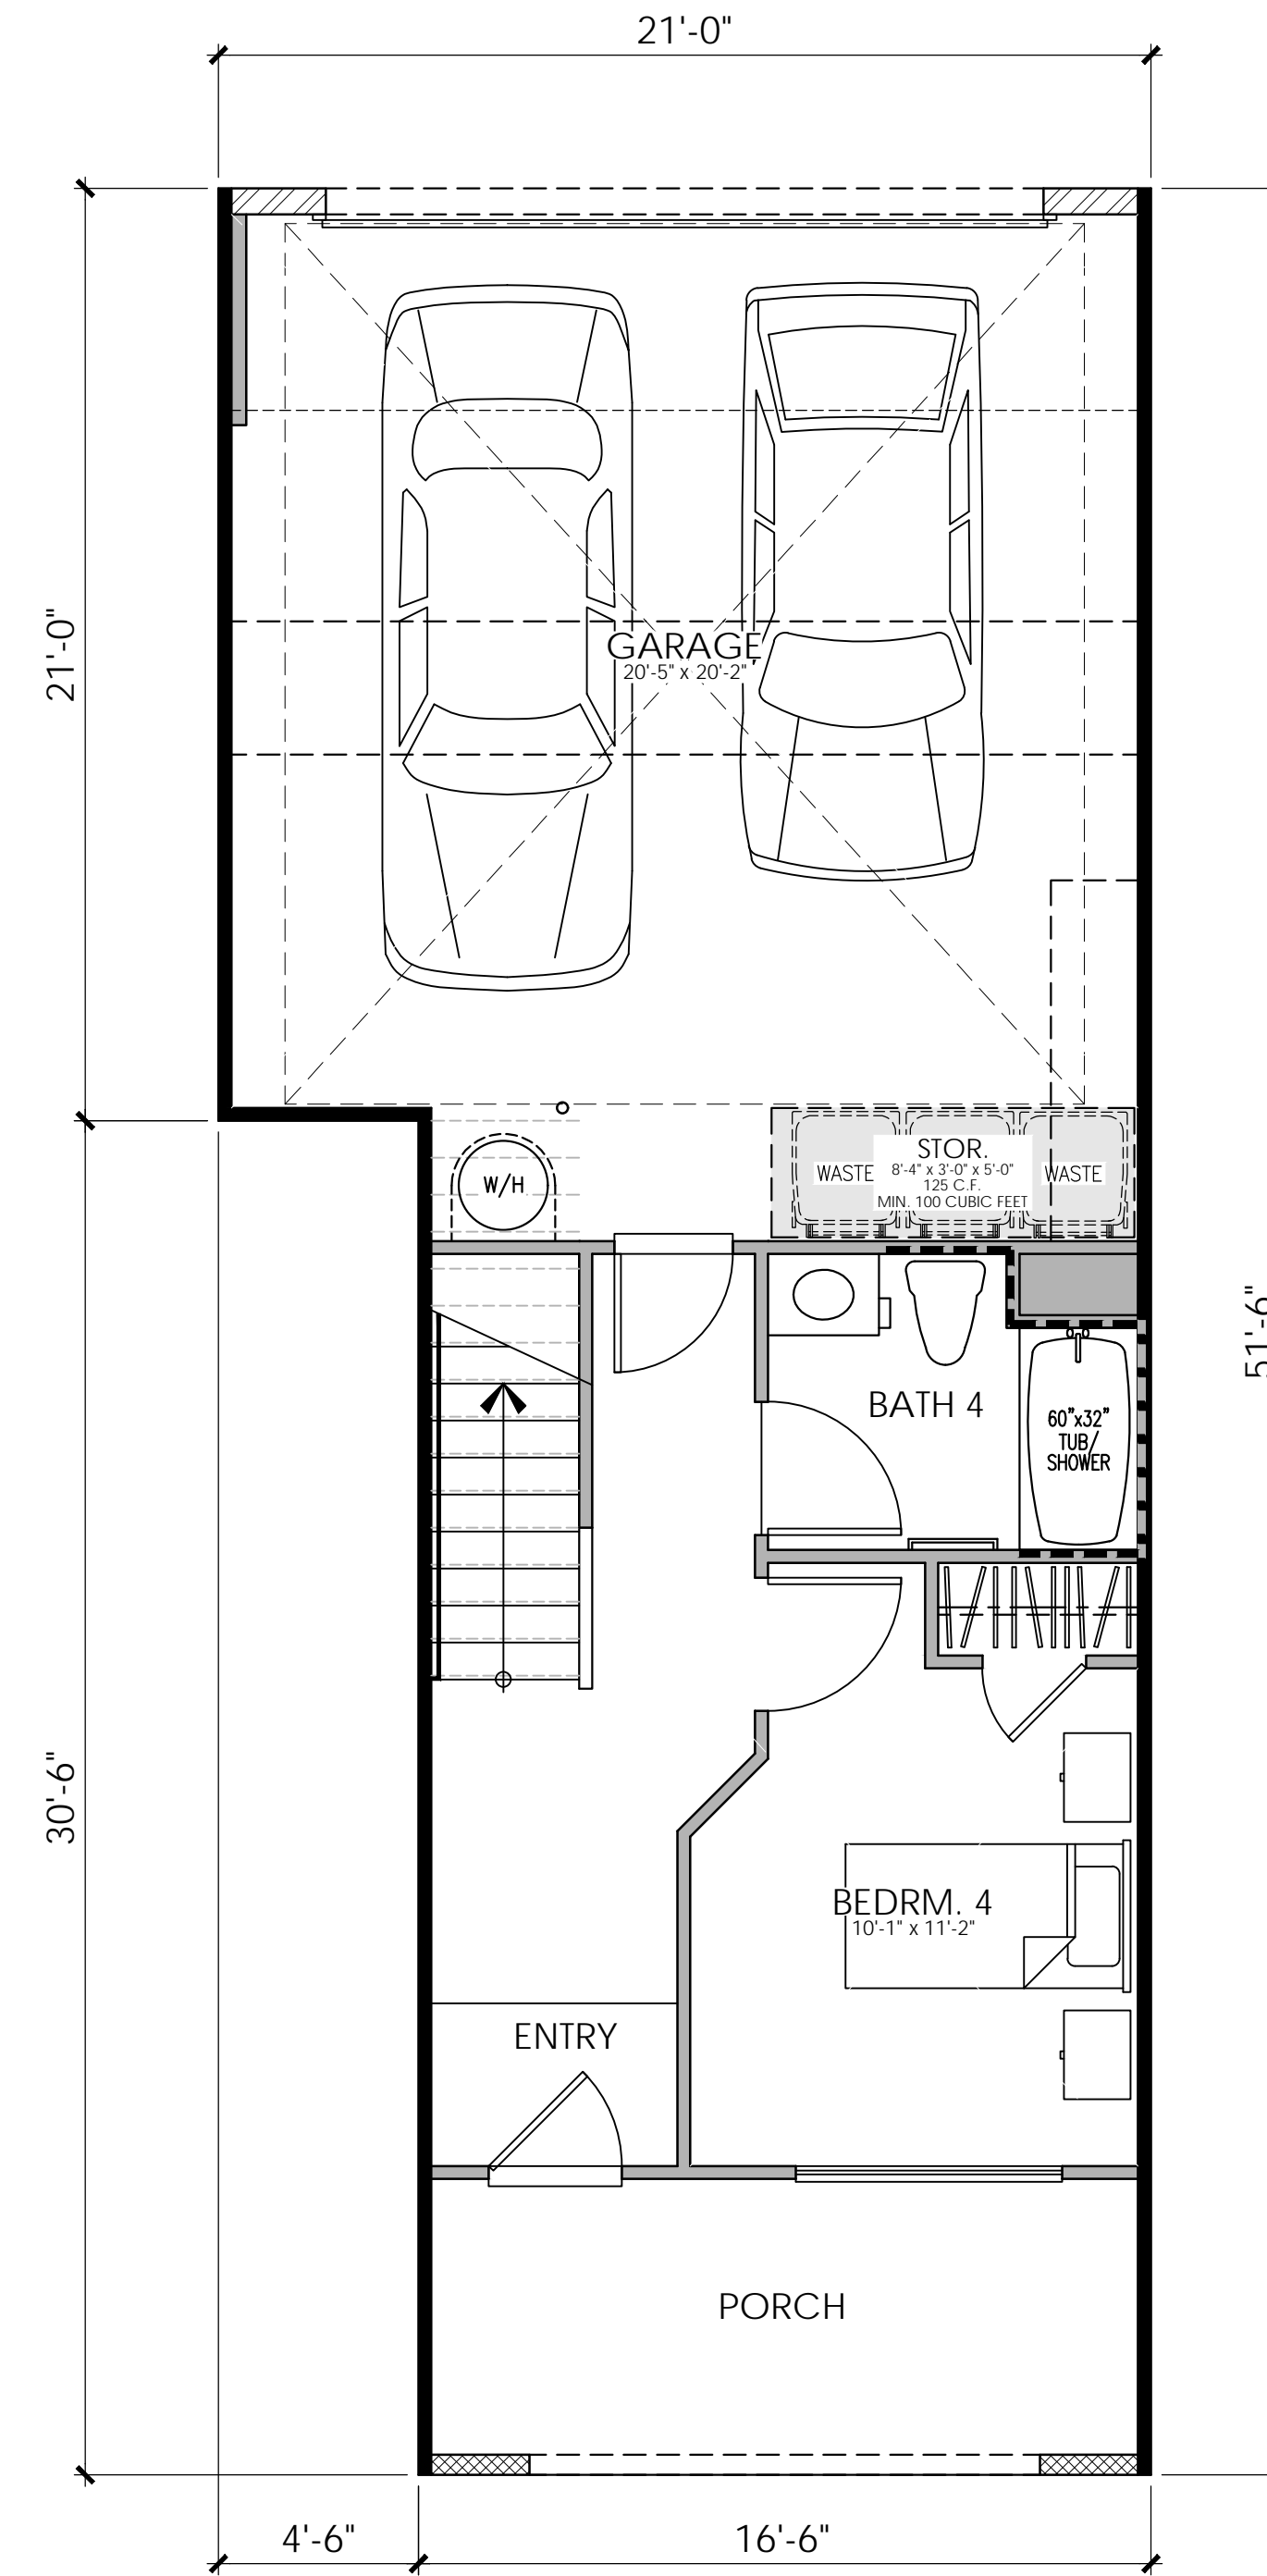 21'-0"
21'-0"
GARAGE
20'-5" x 20'-2"
STOR.
8'-4" x 3'-0" x 5'-0"
125 C.F.
MIN. 100 CUBIC FEET
WASTE
WASTE
W/H
51'-6"
BATH 4
60"x32"
TUB/
SHOWER
30'-6"
BEDRM. 4
10'-1" x 11'-2"
ENTRY
PORCH
4'-6"
16'-6"